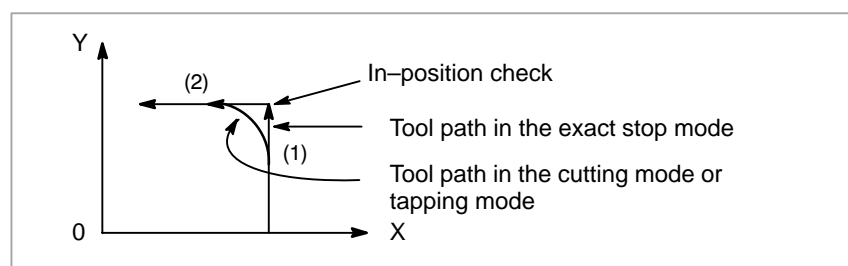 Y
(2)
In–position check
Tool path in the exact stop mode
(1)
Tool path in the cutting mode or
tapping mode
0
X